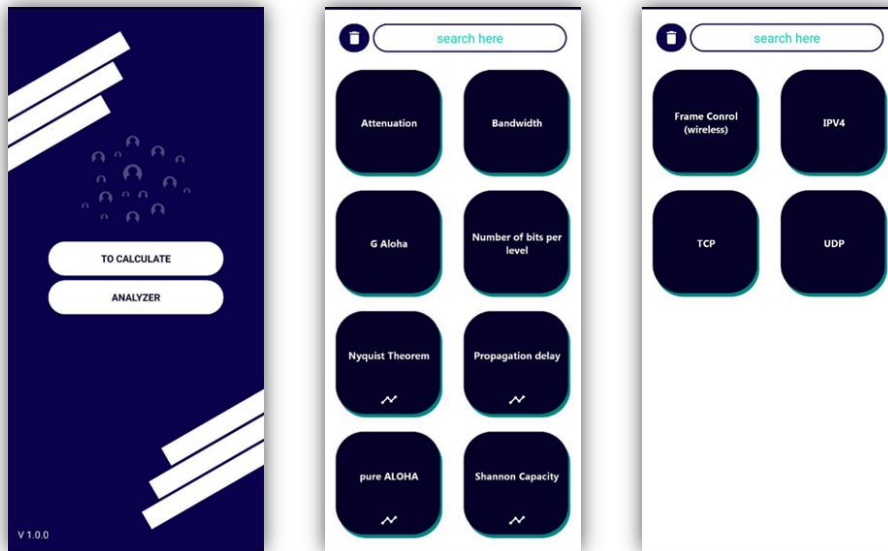 TO CALCULATE
ANALYZER
V 1.0.0
search here
Attenuation
Bandwidth
G Aloha
Number of bits per
level
Nyquist Theorem
Propagation delay
pure ALOHA
Shannon Capacity
search here
Frame Conrol
(wireless)
IPV4
TCP
UDP